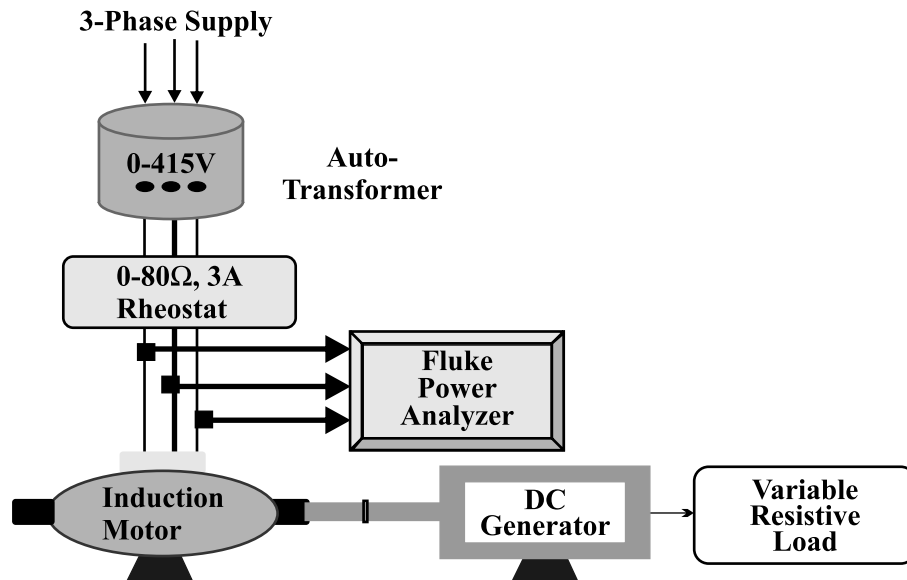 3-Phase Supply
0-415V
Auto-
Transformer
0-80Ω, 3A
Rheostat
Fluke
Power
Analyzer
Induction
Motor
DC
Generator
Variable
Resistive
Load